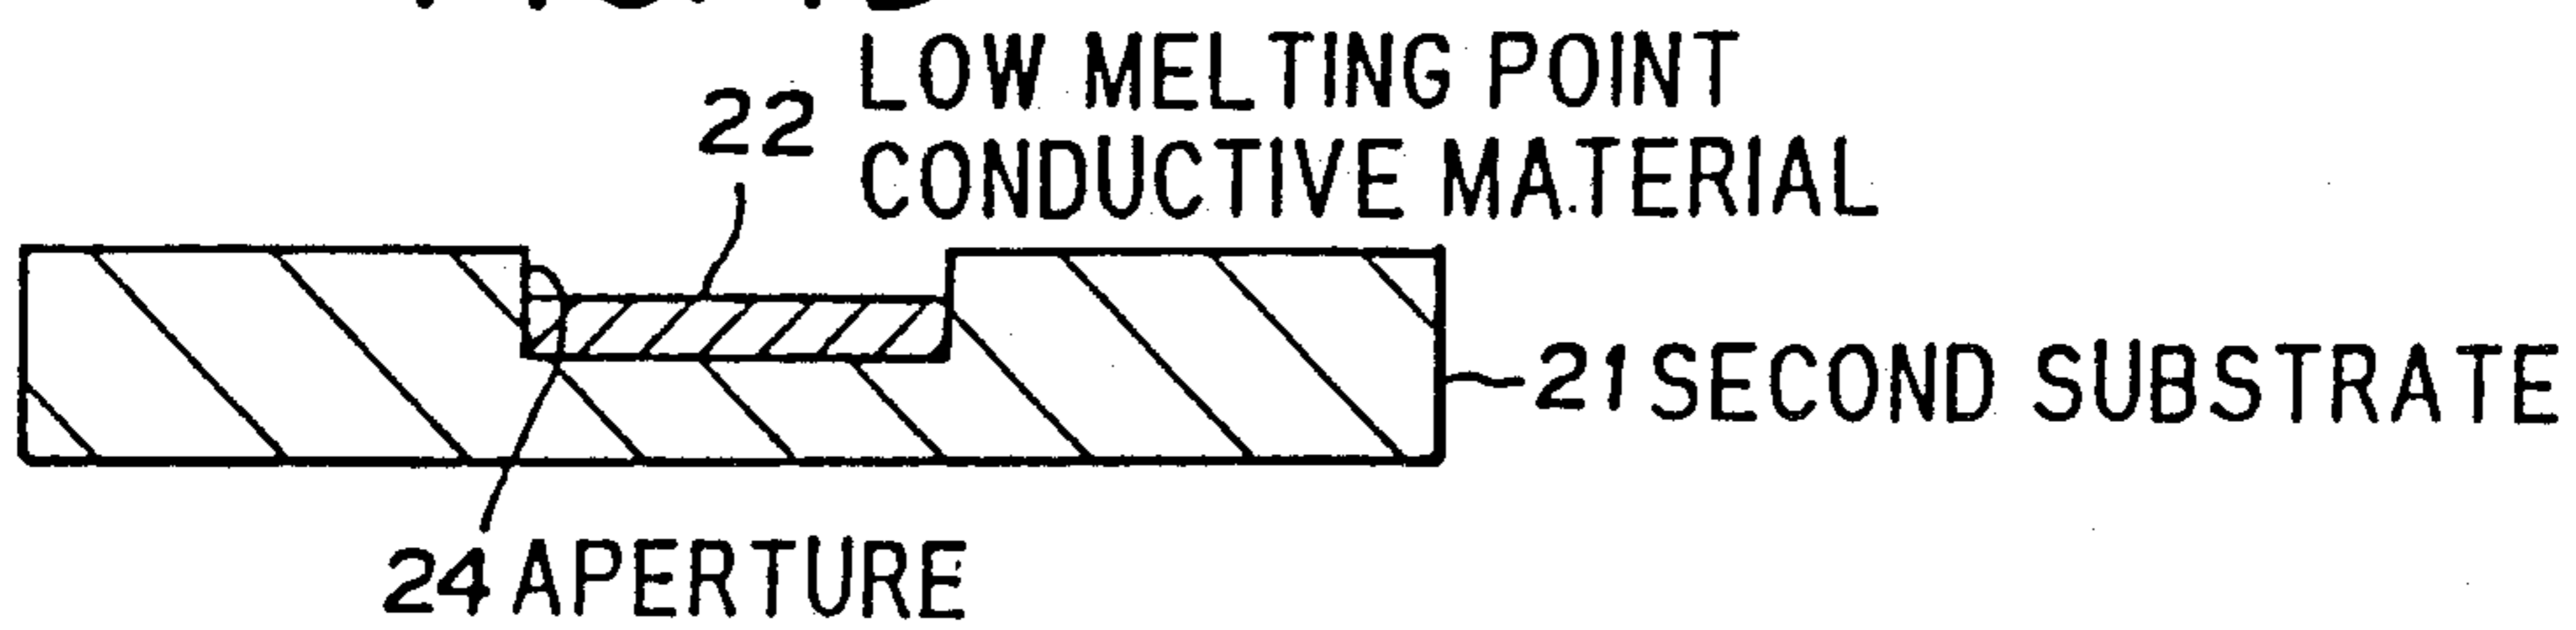 22 LOW MELTING POINT
CONDUCTIVE MATERIAL
21 SECOND SUBSTRATE
24 APERTURE